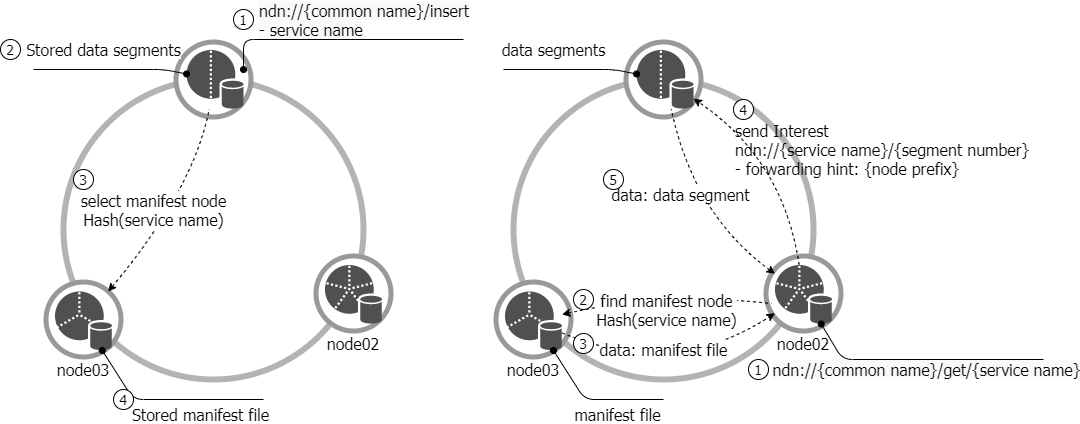 ① ndn://{common name}/insert
- service name
② Stored data segments
③
select manifest node
Hash(service name)
node02
node03
④
Stored manifest file
data segments
④
send Interest
ndn://{service name}/{segment number}
- forwarding hint: {node prefix}
⑤
data: data segment
② find manifest node
Hash(service name)
③ data: manifest file
node02
node03
① ndn://{common name}/get/{service name}
manifest file